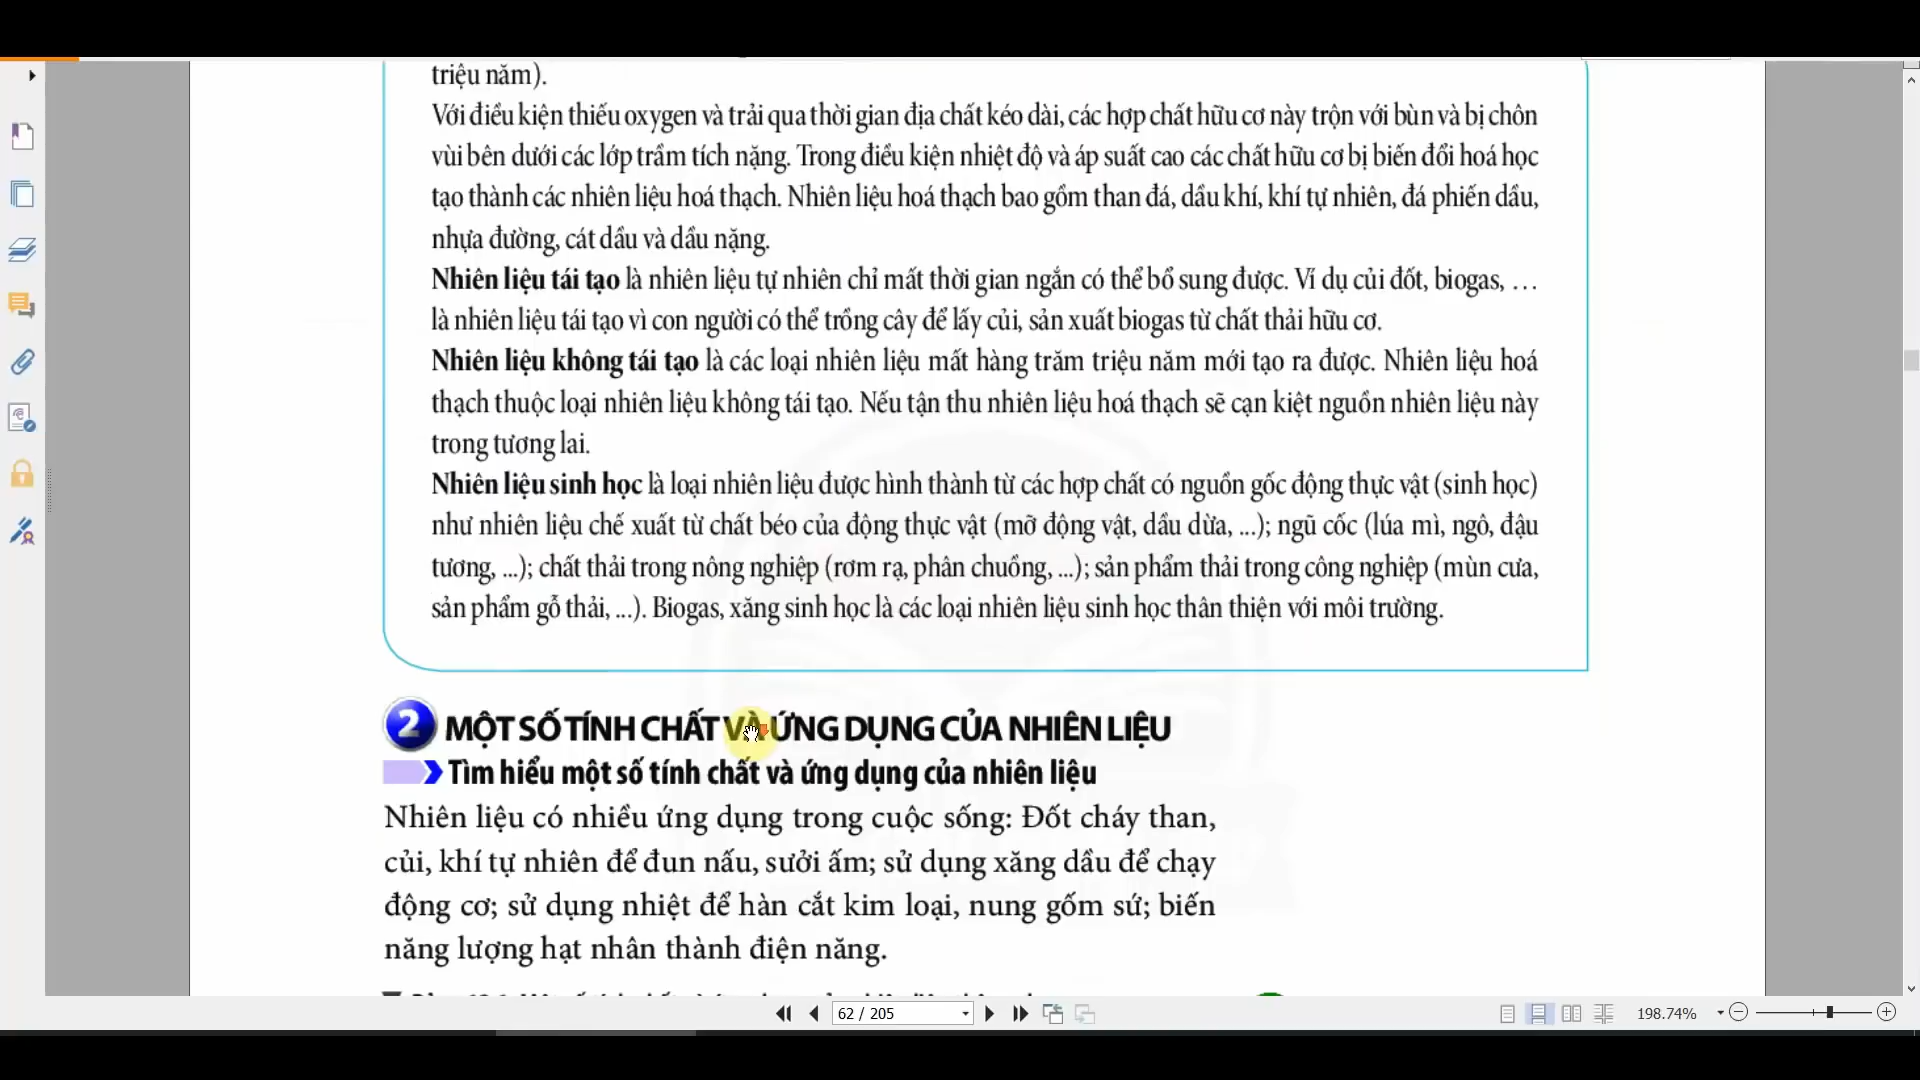 triệu năm).
Với điều kiện thiếu oxygen và trải qua thời gian địa chất kéo dài, các hợp chất hữu cơ này trộn với bùn và bị chôn
vùi bên dưới các lớp trầm tích nặng. Trong điều kiện nhiệt độ và áp suất cao các chất hữu cơ bị biến đổi hoá học
tạo thành các nhiên liệu hoá thạch. Nhiên liệu hoá thạch bao gồm than đá, dầu khí, khí tự nhiên, đá phiến dầu,
nhựa đường, cát dầu và dầu nặng.
Nhiên liệu tái tạo là nhiên liệu tự nhiên chỉ mất thời gian ngắn có thể bổ sung được. Ví dụ củi đốt, biogas, …
là nhiên liệu tái tạo vì con người có thể trồng cây để lấy củi, sản xuất biogas từ chất thải hữu cơ.
Nhiên liệu không tái tạo là các loại nhiên liệu mất hàng trăm triệu năm mới tạo ra được. Nhiên liệu hoá
thạch thuộc loại nhiên liệu không tái tạo. Nếu tận thu nhiên liệu hoá thạch sẽ cạn kiệt nguồn nhiên liệu này
trong tương lai.
Nhiên liệu sinh học là loại nhiên liệu được hình thành từ các hợp chất có nguồn gốc động thực vật (sinh học)
như nhiên liệu chế xuất từ chất béo của động thực vật (mỡ động vật, dầu dừa, ...); ngũ cốc (lúa mì, ngô, đậu
tương, ...); chất thải trong nông nghiệp (rơm rạ, phân chuồng, ...); sản phẩm thải trong công nghiệp (mùn cưa,
sản phẩm gỗ thải, ...). Biogas, xăng sinh học là các loại nhiên liệu sinh học thân thiện với môi trường.
2 MỘT SỐ TÍNH CHẤT VÀ ỨNG DỤNG CỦA NHIÊN LIỆU
Tìm hiểu một số tính chất và ứng dụng của nhiên liệu
Nhiên liệu có nhiều ứng dụng trong cuộc sống: Đốt cháy than,
củi, khí tự nhiên để đun nấu, sưởi ấm; sử dụng xăng dầu để chạy
động cơ; sử dụng nhiệt để hàn cắt kim loại, nung gốm sứ; biến
năng lượng hạt nhân thành điện năng.
62 / 205
198.74%